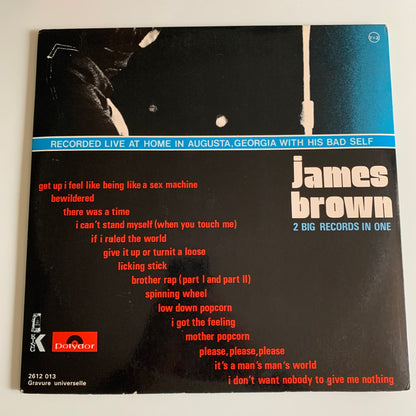 RECORDED LIVE AT HOME IN AUGUSTA, GEORGIA WITH HIS BAD SELF
james
brown
2 BIG RECORDS IN ONE
get up i feel like being like a sex machine
bewildered
there was a time
i can't stand myself (when you touch me)
if i ruled the world
give it up or turnit a loose
licking stick
brother rap (part I and part II)
spinning wheel
low down popcorn
i got the feeling
mother popcorn
please,please,please
it's a man's man's world
i don't want nobody to give me nothing
K
polydor
2612 013
Gravure universelle